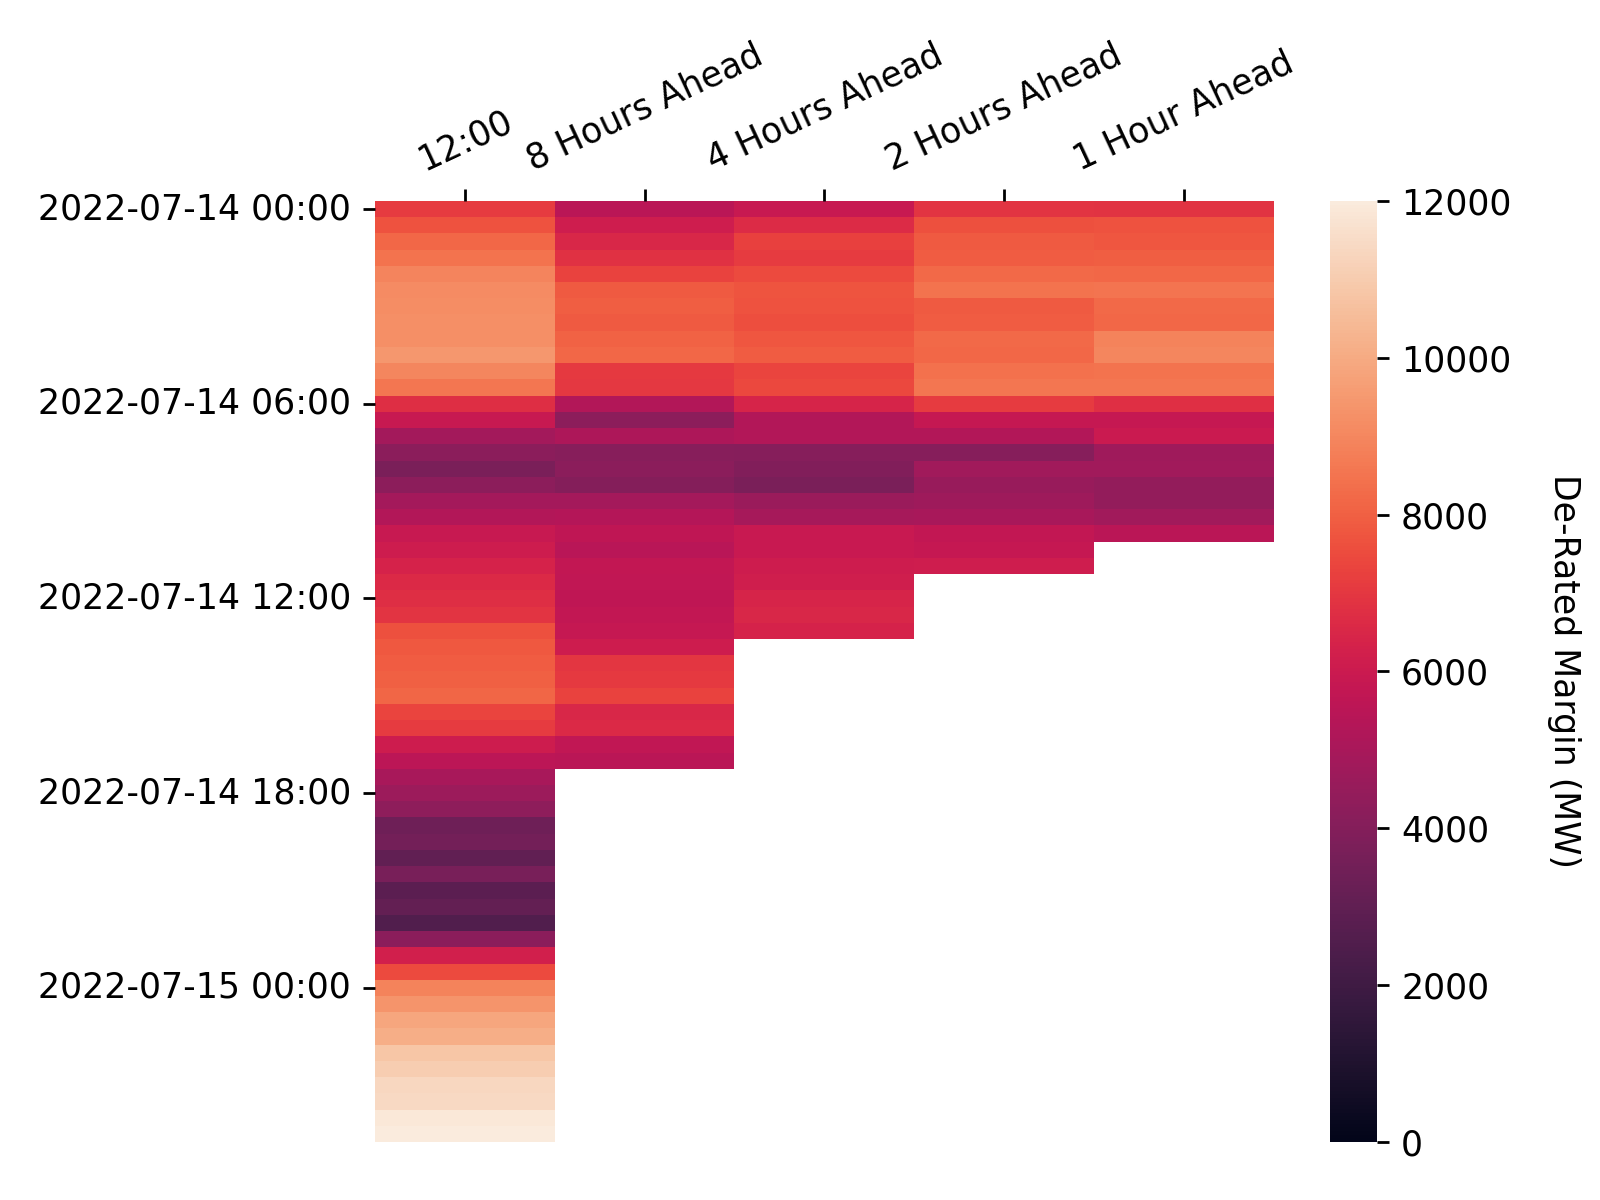 12:00
8 Hours Ahead
4 Hours Ahead
2 Hours Ahead
1 Hour Ahead
2022-07-14 00:00
2022-07-14 06:00
2022-07-14 12:00
2022-07-14 18:00
2022-07-15 00:00
12000
10000
8000
6000
4000
2000
0
De-Rated Margin (MW)